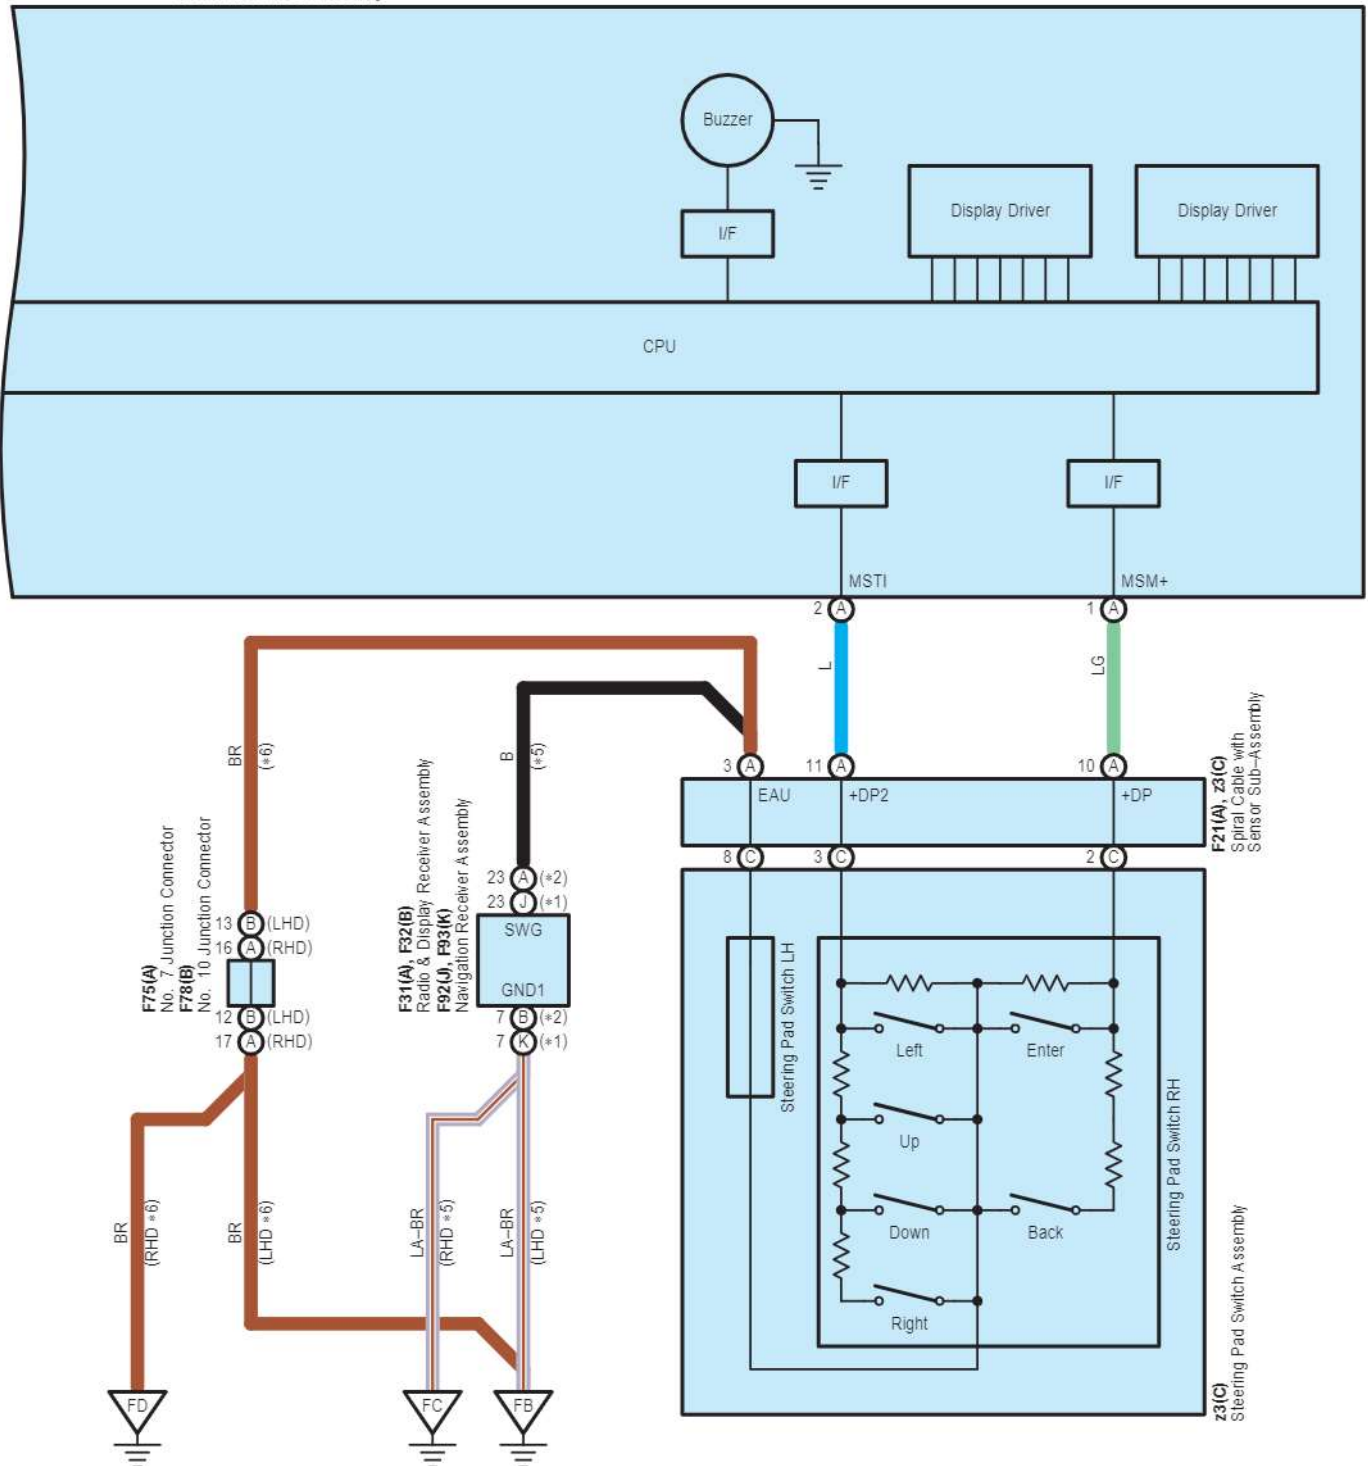 Buzzer
I/F
Display Driver
Display Driver
CPU
I/F
I/F
MSTI
MSM+
2 A
1 A
L
LG
BR
(*6)
B
(*5)
3 A
11 A
10 A
EAU
+DP2
+DP
F21(A), z3(C)
Spiral Cable with
Sensor Sub-Assembly
8 C
3 C
2 C
F75(A)
No. 7 Junction Connector
F78(B)
No. 10 Junction Connector
13 B (LHD)
16 A (RHD)
12 B (LHD)
17 A (RHD)
F31(A), F32(B)
Radio & Display Receiver Assembly
F92(J), F93(K)
Navigation Receiver Assembly
23 A (*2)
23 J (*1)
SWG
GND1
7 B (*2)
7 K (*1)
Steering Pad Switch LH
Left
Enter
Up
Down
Back
Right
Steering Pad Switch RH
z3(C)
Steering Pad Switch Assembly
BR
(RHD *6)
BR
(LHD *6)
LA-BR
(RHD *5)
LA-BR
(LHD *5)
FD
FC
FB